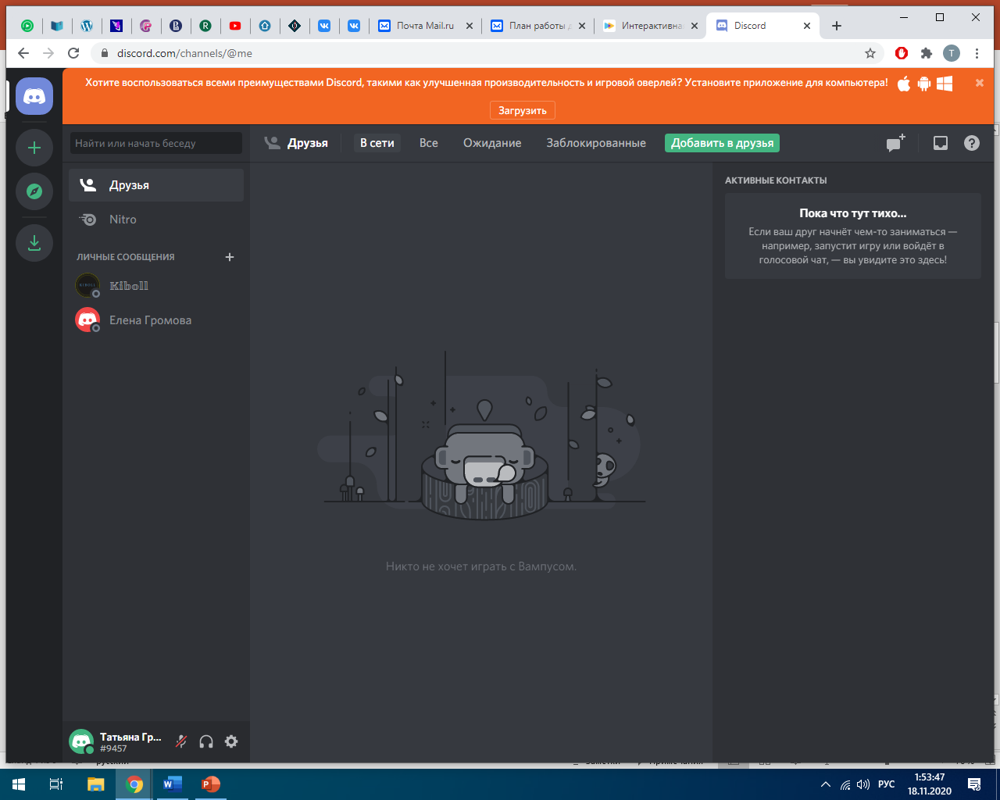 Почта Mail.ru
План работы д
Интерактивна
Discord
discord.com/channels/@me
T
Хотите воспользоваться всеми преимуществами Discord, такими как улучшенная производительность и игровой оверлей? Установите приложение для компьютера!
Загрузить
Найти или начать беседу
Друзья
В сети
Все
Ожидание
Заблокированные
Добавить в друзья
Друзья
Nitro
ЛИЧНЫЕ СООБЩЕНИЯ
𝕂𝕚𝕓𝕠𝕝𝕝
Елена Громова
АКТИВНЫЕ КОНТАКТЫ
Пока что тут тихо...
Если ваш друг начнёт чем-то заниматься —
например, запустит игру или войдёт в
голосовой чат, — вы увидите это здесь!
Никто не хочет играть с Вампусом.
Татьяна Гр...
#9457
РУС
1:53:47
18.11.2020